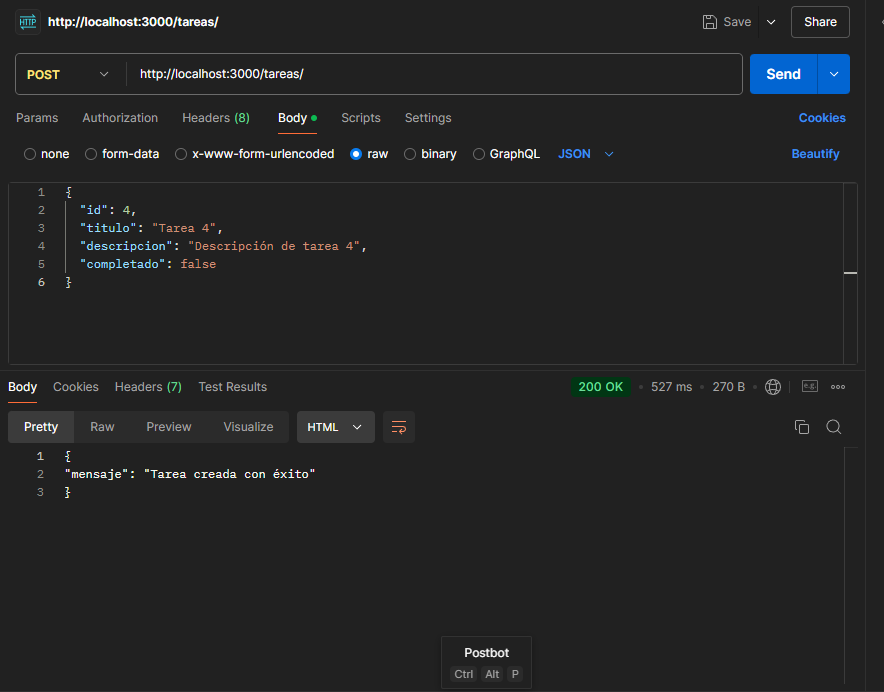 HTTP http://localhost:3000/tareas/ Save Share
POST http://localhost:3000/tareas/ Send
Params Authorization Headers (8) Body Scripts Settings Cookies
none form-data x-www-form-urlencoded raw binary GraphQL JSON Beautify
1 {
2 "id": 4,
3 "titulo": "Tarea 4",
4 "descripcion": "Descripción de tarea 4",
5 "completado": false
6 }
Body Cookies Headers (7) Test Results 200 OK • 527 ms • 270 B • e.g. ooo
Pretty Raw Preview Visualize HTML
1 {
2 "mensaje": "Tarea creada con éxito"
3 }
Postbot
Ctrl Alt P